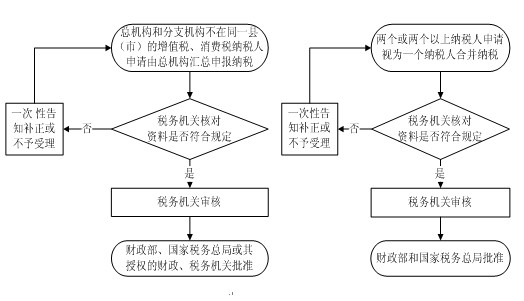 总机构和分支机构不在同一县
（市）的增值税、消费税纳税人
申请由总机构汇总申报纳税
税务机关核对
资料是否符合规定
否
一次性告
知补正或
不予受理
是
税务机关审核
财政部、国家税务总局或其
授权的财政、税务机关批准
两个或两个以上纳税人申请
视为一个纳税人合并纳税
税务机关核对
资料是否符合规定
否
一次性告
知补正或
不予受理
是
税务机关审核
财政部和国家税务总局批准